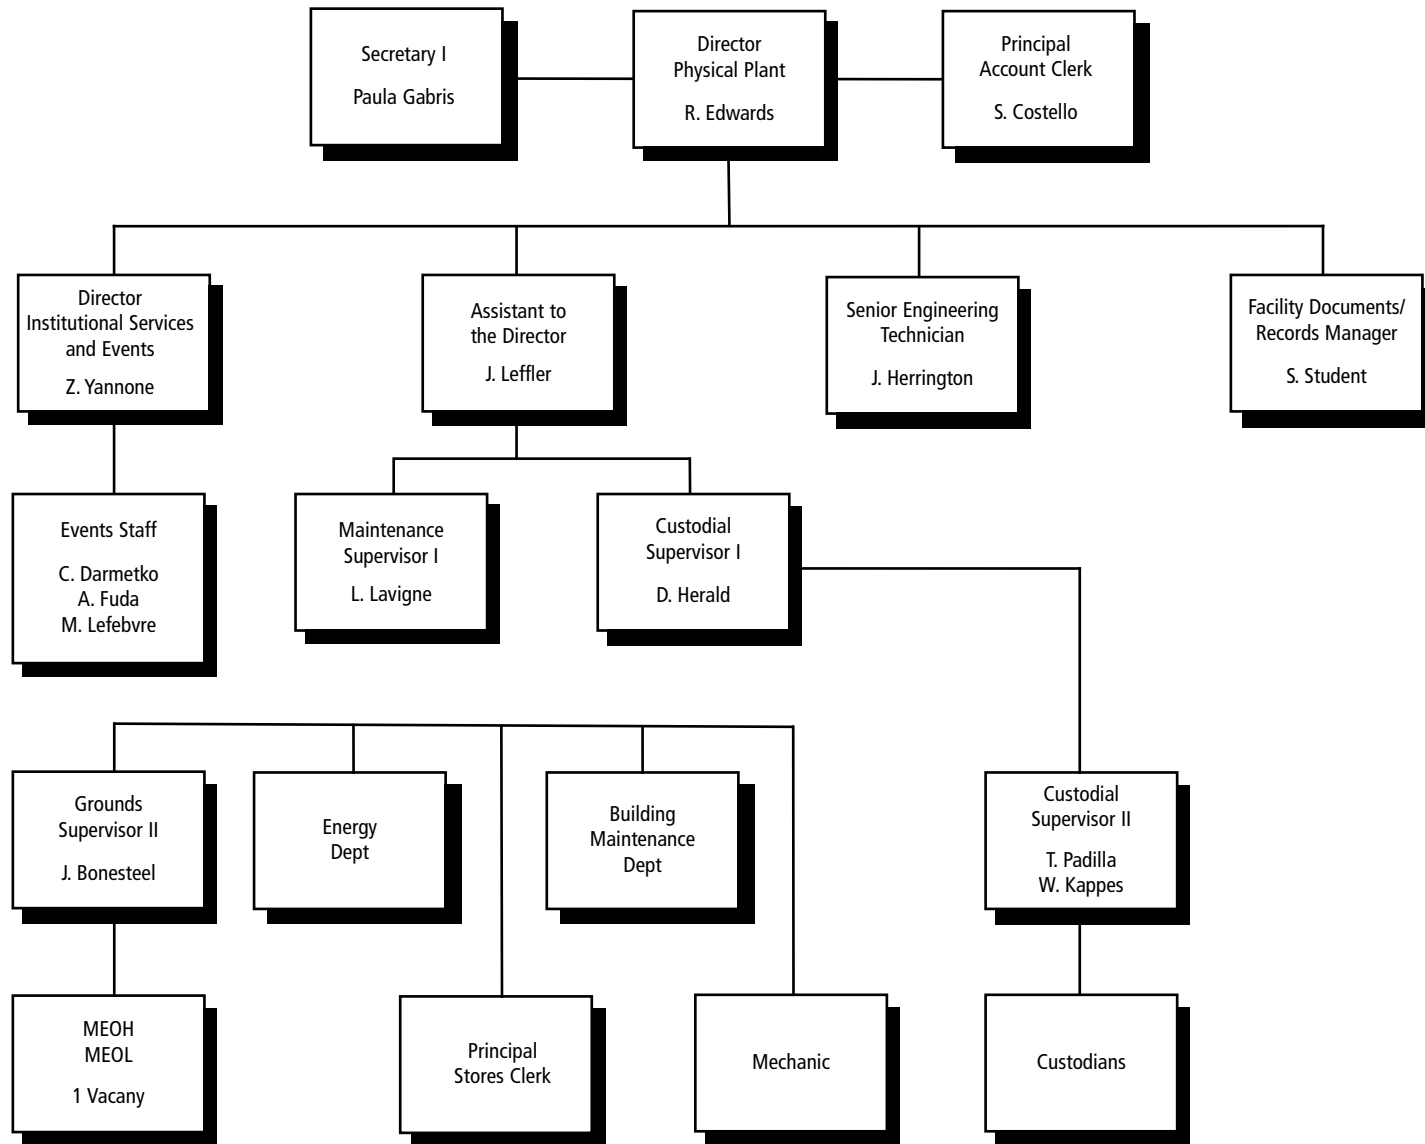 Secretary I
Paula Gabris
Director
Physical Plant
R. Edwards
Principal
Account Clerk
S. Costello
Director
Institutional Services
and Events
Z. Yannone
Assistant to
the Director
J. Leffler
Senior Engineering
Technician
J. Herrington
Facility Documents/
Records Manager
S. Student
Events Staff
C. Darmetko
A. Fuda
M. Lefebvre
Maintenance
Supervisor I
L. Lavigne
Custodial
Supervisor I
D. Herald
Grounds
Supervisor II
J. Bonesteel
Energy
Dept
Building
Maintenance
Dept
Custodial
Supervisor II
T. Padilla
W. Kappes
MEOH
MEOL
1 Vacany
Principal
Stores Clerk
Mechanic
Custodians